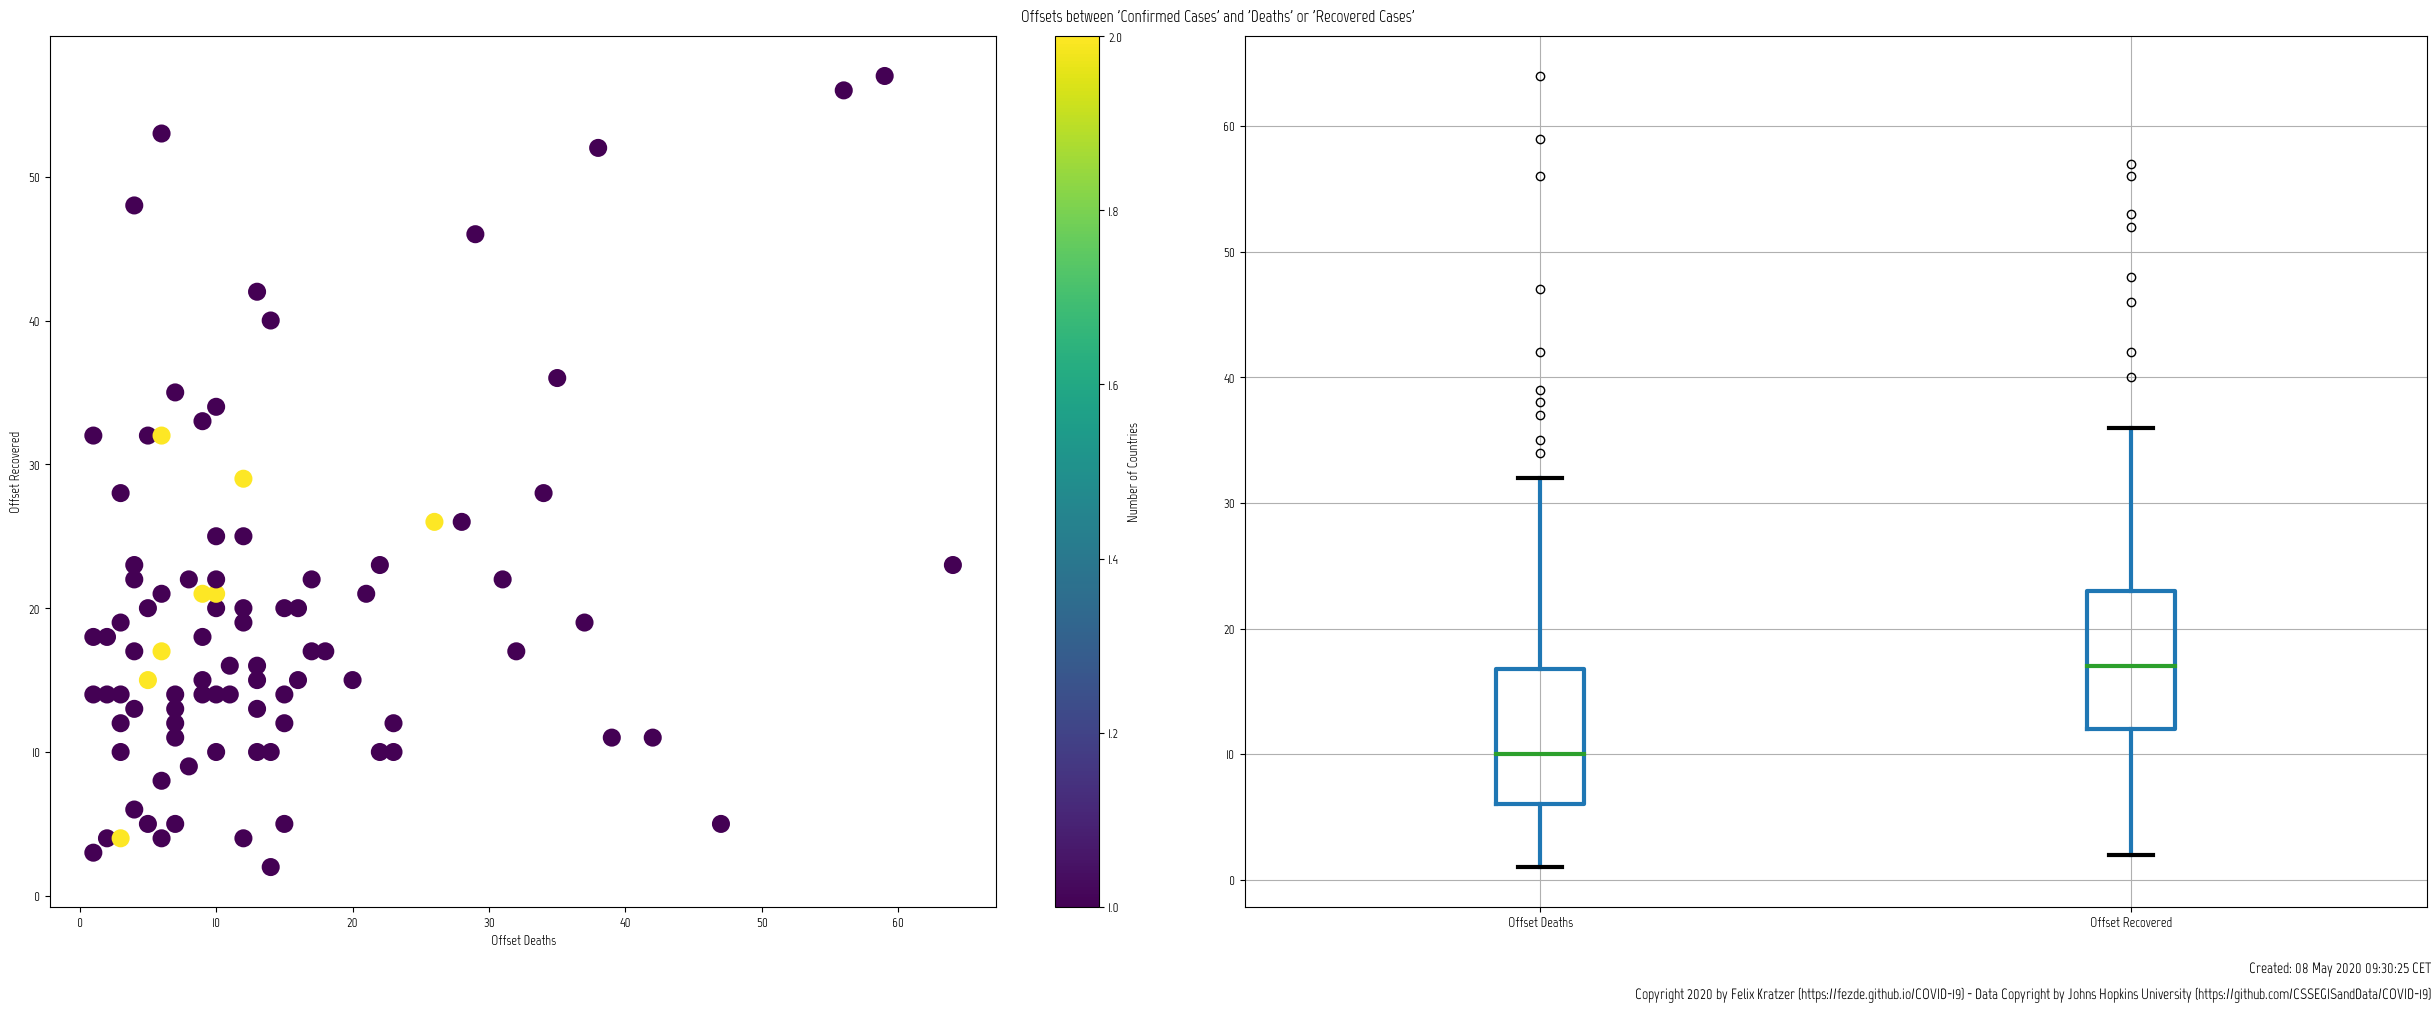 Offsets between 'Confirmed Cases' and 'Deaths' or 'Recovered Cases'
50
40
30
20
10
0
Offset Recovered
0 10 20 30 40 50 60
Offset Deaths
2.0
1.8
1.6
1.4
1.2
1.0
Number of Countries
60
50
40
30
20
10
0
Offset Deaths Offset Recovered
Created: 08 May 2020 09:30:25 CET
Copyright 2020 by Felix Kratzer (https://fezde.github.io/COVID-19) - Data Copyright by Johns Hopkins University (https://github.com/CSSEGISandData/COVID-19)